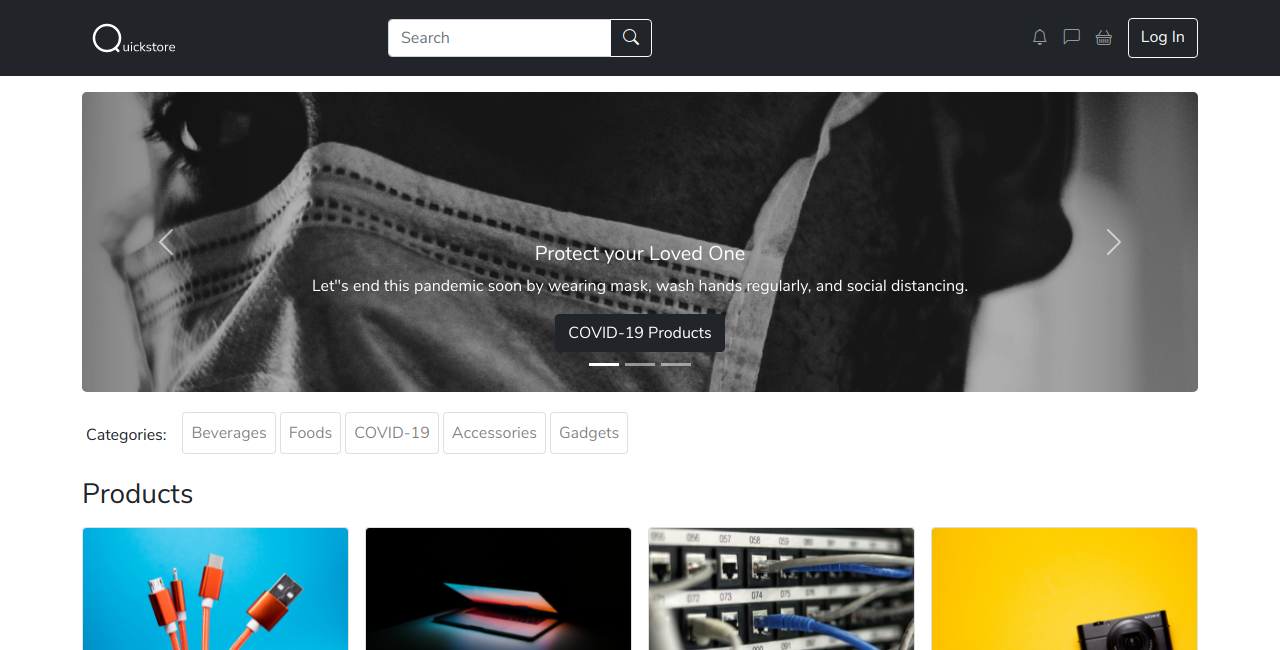 Quickstore
Search
Log In
Protect your Loved One
Let"s end this pandemic soon by wearing mask, wash hands regularly, and social distancing.
COVID-19 Products
Categories:
Beverages
Foods
COVID-19
Accessories
Gadgets
Products
056
057
058
059
072
073
074
075
SONY